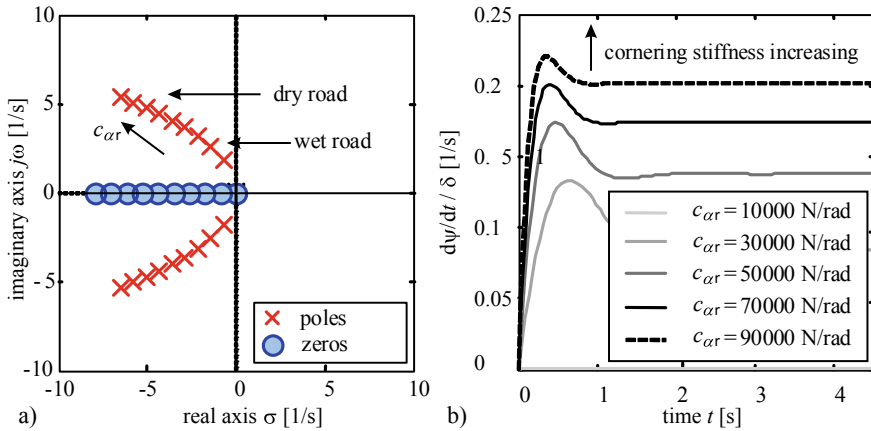 10
5
0
-5
-10
-10
-5
0
5
10
imaginary axis jω [1/s]
real axis σ [1/s]
dry road
wet road
cαr
poles
zeros
a)
0.25
0.2
0.15
1
0.1
0.05
0
0
1
2
3
4
dψ/dr / δ [1/s]
time t [s]
cornering stiffness increasing
cαr = 10000 N/rad
cαr = 30000 N/rad
cαr = 50000 N/rad
cαr = 70000 N/rad
cαr = 90000 N/rad
b)